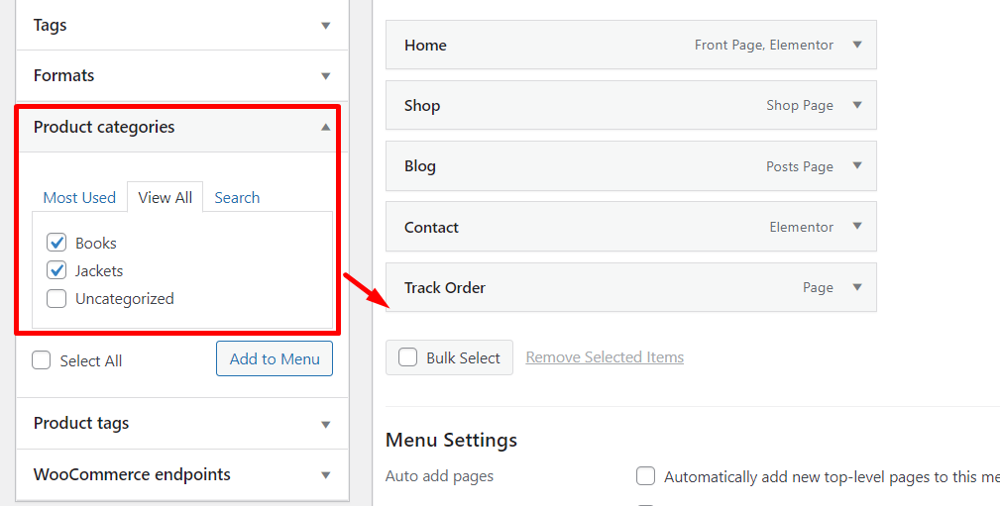 Tags
Formats
Product categories
Most Used View All Search
Books
Jackets
Uncategorized
Select All Add to Menu
Product tags
WooCommerce endpoints
Home Front Page, Elementor
Shop Shop Page
Blog Posts Page
Contact Elementor
Track Order Page
Bulk Select Remove Selected Items
Menu Settings
Auto add pages Automatically add new top-level pages to this me